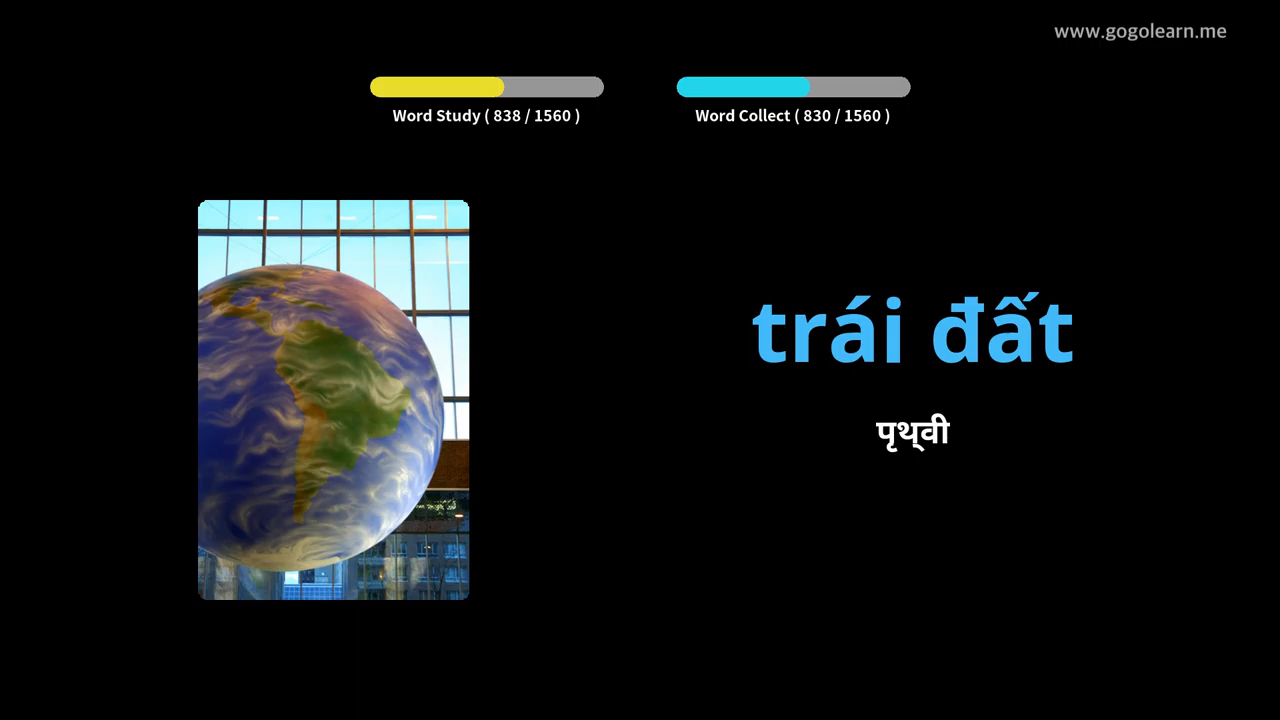 www.gogolearn.me
Word Study ( 838 / 1560 )
Word Collect ( 830 / 1560 )
trái đất
पृथ्वी